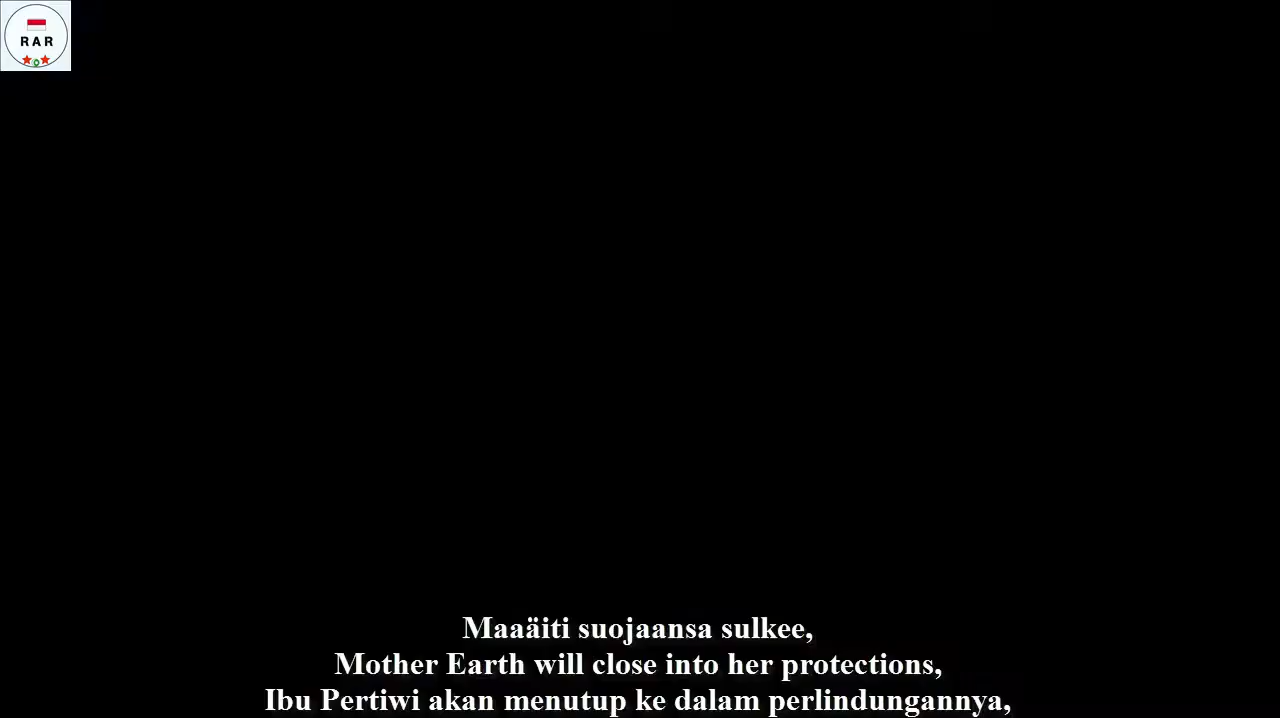 RAR
Maaäiti suojaansa sulkee,
Mother Earth will close into her protections,
Ibu Pertiwi akan menutup ke dalam perlindungannya,